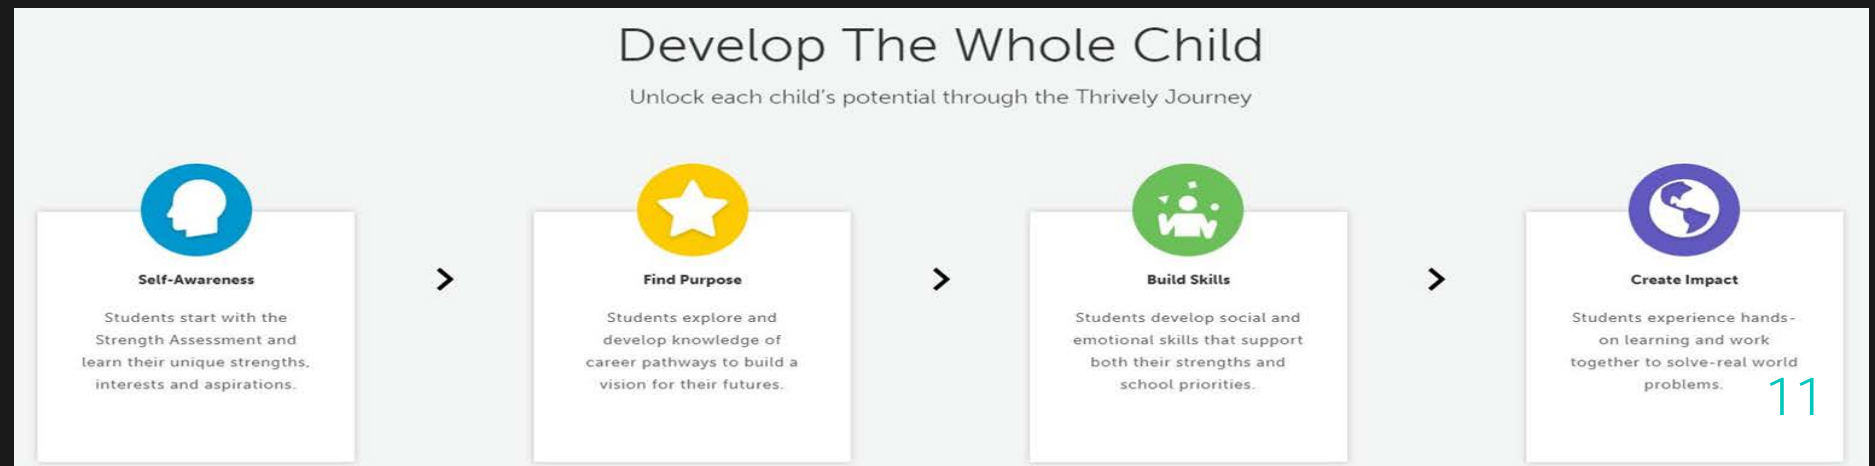 Develop The Whole Child
Unlock each child's potential through the Thrively Journey
Self-Awareness
Students start with the
Strength Assessment and
learn their unique strengths,
interests and aspirations.
>
Find Purpose
Students explore and
develop knowledge of
career pathways to build a
vision for their futures.
>
Build Skills
Students develop social and
emotional skills that support
both their strengths and
school priorities.
>
Create Impact
Students experience hands-
on learning and work
together to solve-real world
problems.
11